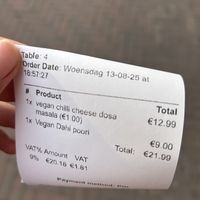 Table: 4
Order Date: Woensdag 13-08-25 at
18:57:27
# Product Total
1x vegan chilli cheese dosa
masala (€1.00) €12.99
1x Vegan Dahi poori €9.00
Total: €21.99
VAT% Amount VAT
9% €20.18 €1.81
Payment method: